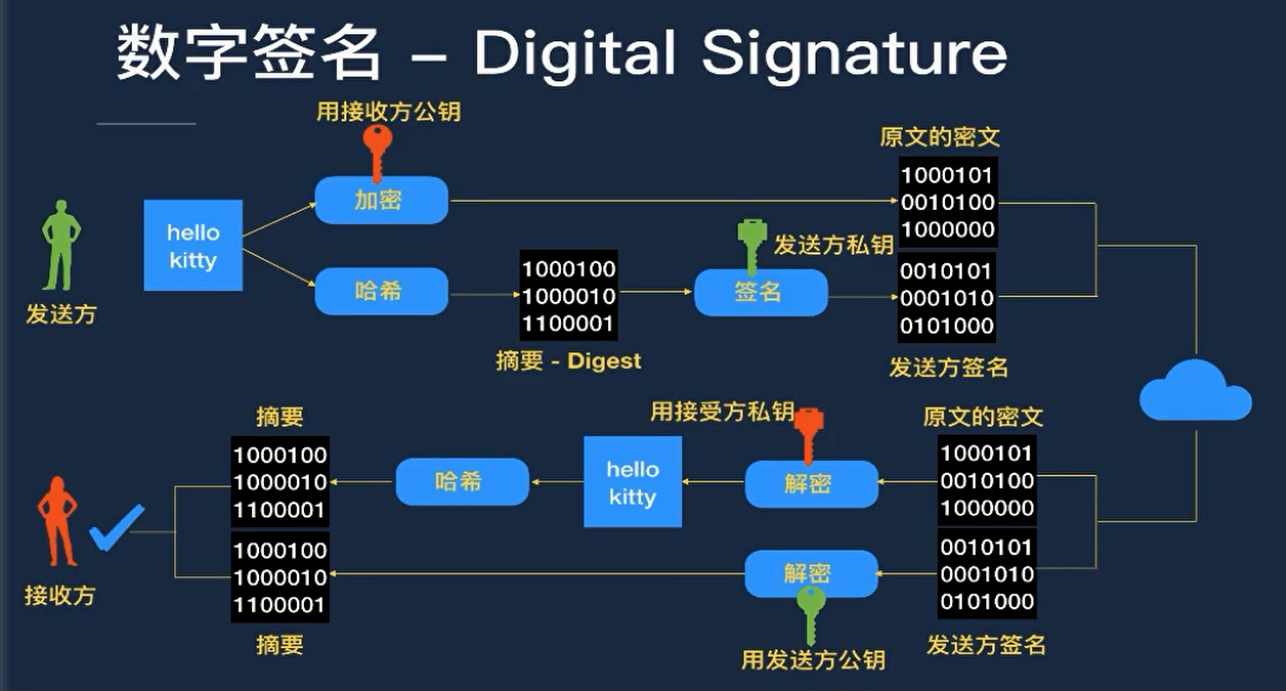 数字签名 – Digital Signature
用接收方公钥
原文的密文
加密
1000101
0010100
1000000
hello
kitty
发送方私钥
哈希
1000100
1000010
1100001
签名
0010101
0001010
0101000
发送方
摘要 - Digest
发送方签名
摘要
用接受方私钥
原文的密文
1000100
1000010
1100001
哈希
hello
kitty
解密
1000101
0010100
1000000
1000100
1000010
1100001
解密
0010101
0001010
0101000
接收方
摘要
用发送方公钥
发送方签名